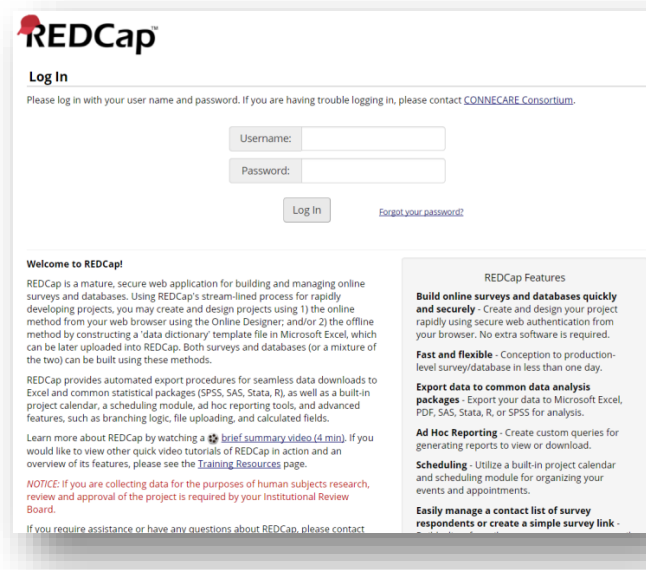 REDCap
Log In
Please log in with your user name and password. If you are having trouble logging in, please contact CONNECARE Consortium.
Username:
Password:
Log In
Forgot your password?
Welcome to REDCap!
REDCap is a mature, secure web application for building and managing online
surveys and databases. Using REDCap's stream-lined process for rapidly
developing projects, you may create and design projects using 1) the online
method from your web browser using the Online Designer; and/or 2) the offline
method by constructing a 'data dictionary' template file in Microsoft Excel, which
can be later uploaded into REDCap. Both surveys and databases (or a mixture of
the two) can be built using these methods.
REDCap provides automated export procedures for seamless data downloads to
Excel and common statistical packages (SPSS, SAS, Stata, R), as well as a built-in
project calendar, a scheduling module, ad hoc reporting tools, and advanced
features, such as branching logic, file uploading, and calculated fields.
Learn more about REDCap by watching a brief summary video (4 min). If you
would like to view other quick video tutorials of REDCap in action and an
overview of its features, please see the Training Resources page.
NOTICE: If you are collecting data for the purposes of human subjects research,
review and approval of the project is required by your Institutional Review
Board.
If you require assistance or have any questions about REDCap, please contact
REDCap Features
Build online surveys and databases quickly
and securely - Create and design your project
rapidly using secure web authentication from
your browser. No extra software is required.
Fast and flexible - Conception to production-
level survey/database in less than one day.
Export data to common data analysis
packages - Export your data to Microsoft Excel,
PDF, SAS, Stata, R, or SPSS for analysis.
Ad Hoc Reporting - Create custom queries for
generating reports to view or download.
Scheduling - Utilize a built-in project calendar
and scheduling module for organizing your
events and appointments.
Easily manage a contact list of survey
respondents or create a simple survey link -